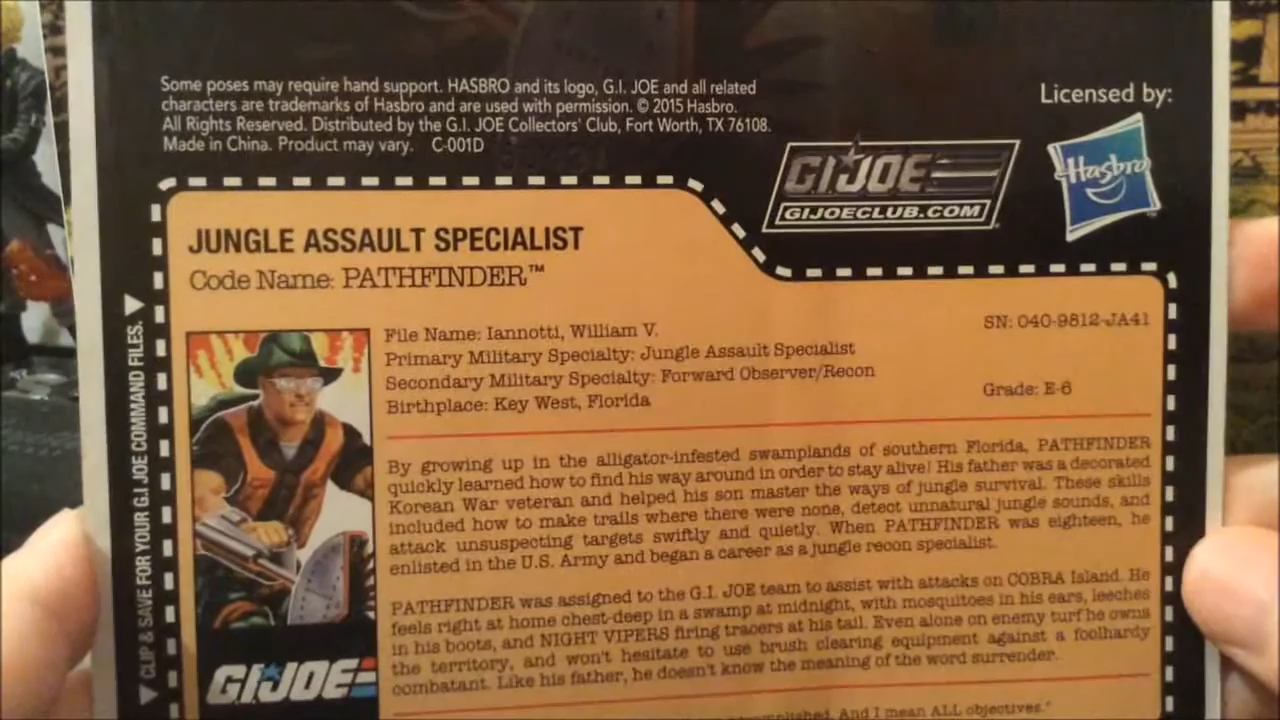 Some poses may require hand support. HASBRO and its logo, G.I. JOE and all related
characters are trademarks of Hasbro and are used with permission. © 2015 Hasbro.
All Rights Reserved. Distributed by the G.I. JOE Collectors' Club, Fort Worth, TX 76108.
Made in China. Product may vary. C-001D
Licensed by:
G.I.JOE
GIJOECLUB.COM
Hasbro
CLIP & SAVE FOR YOUR G.I. JOE COMMAND FILES.
JUNGLE ASSAULT SPECIALIST
Code Name: PATHFINDER™
File Name: Iannotti, William V.
SN: 040-9812-JA41
Primary Military Specialty: Jungle Assault Specialist
Secondary Military Specialty: Forward Observer/Recon
Birthplace: Key West, Florida
Grade: E-6
By growing up in the alligator-infested swamplands of southern Florida, PATHFINDER
quickly learned how to find his way around in order to stay alive! His father was a decorated
Korean War veteran and helped his son master the ways of jungle survival. These skills
included how to make trails where there were none, detect unnatural jungle sounds, and
attack unsuspecting targets swiftly and quietly. When PATHFINDER was eighteen, he
enlisted in the U.S. Army and began a career as a jungle recon specialist.
PATHFINDER was assigned to the G.I. JOE team to assist with attacks on COBRA Island. He
feels right at home chest-deep in a swamp at midnight, with mosquitoes in his ears, leeches
in his boots, and NIGHT VIPERS firing tracers at his tail. Even alone on enemy turf he owns
the territory, and won't hesitate to use brush clearing equipment against a foolhardy
combatant. Like his father, he doesn't know the meaning of the word surrender.
G.I.JOE
accomplished. And I mean ALL objectives."